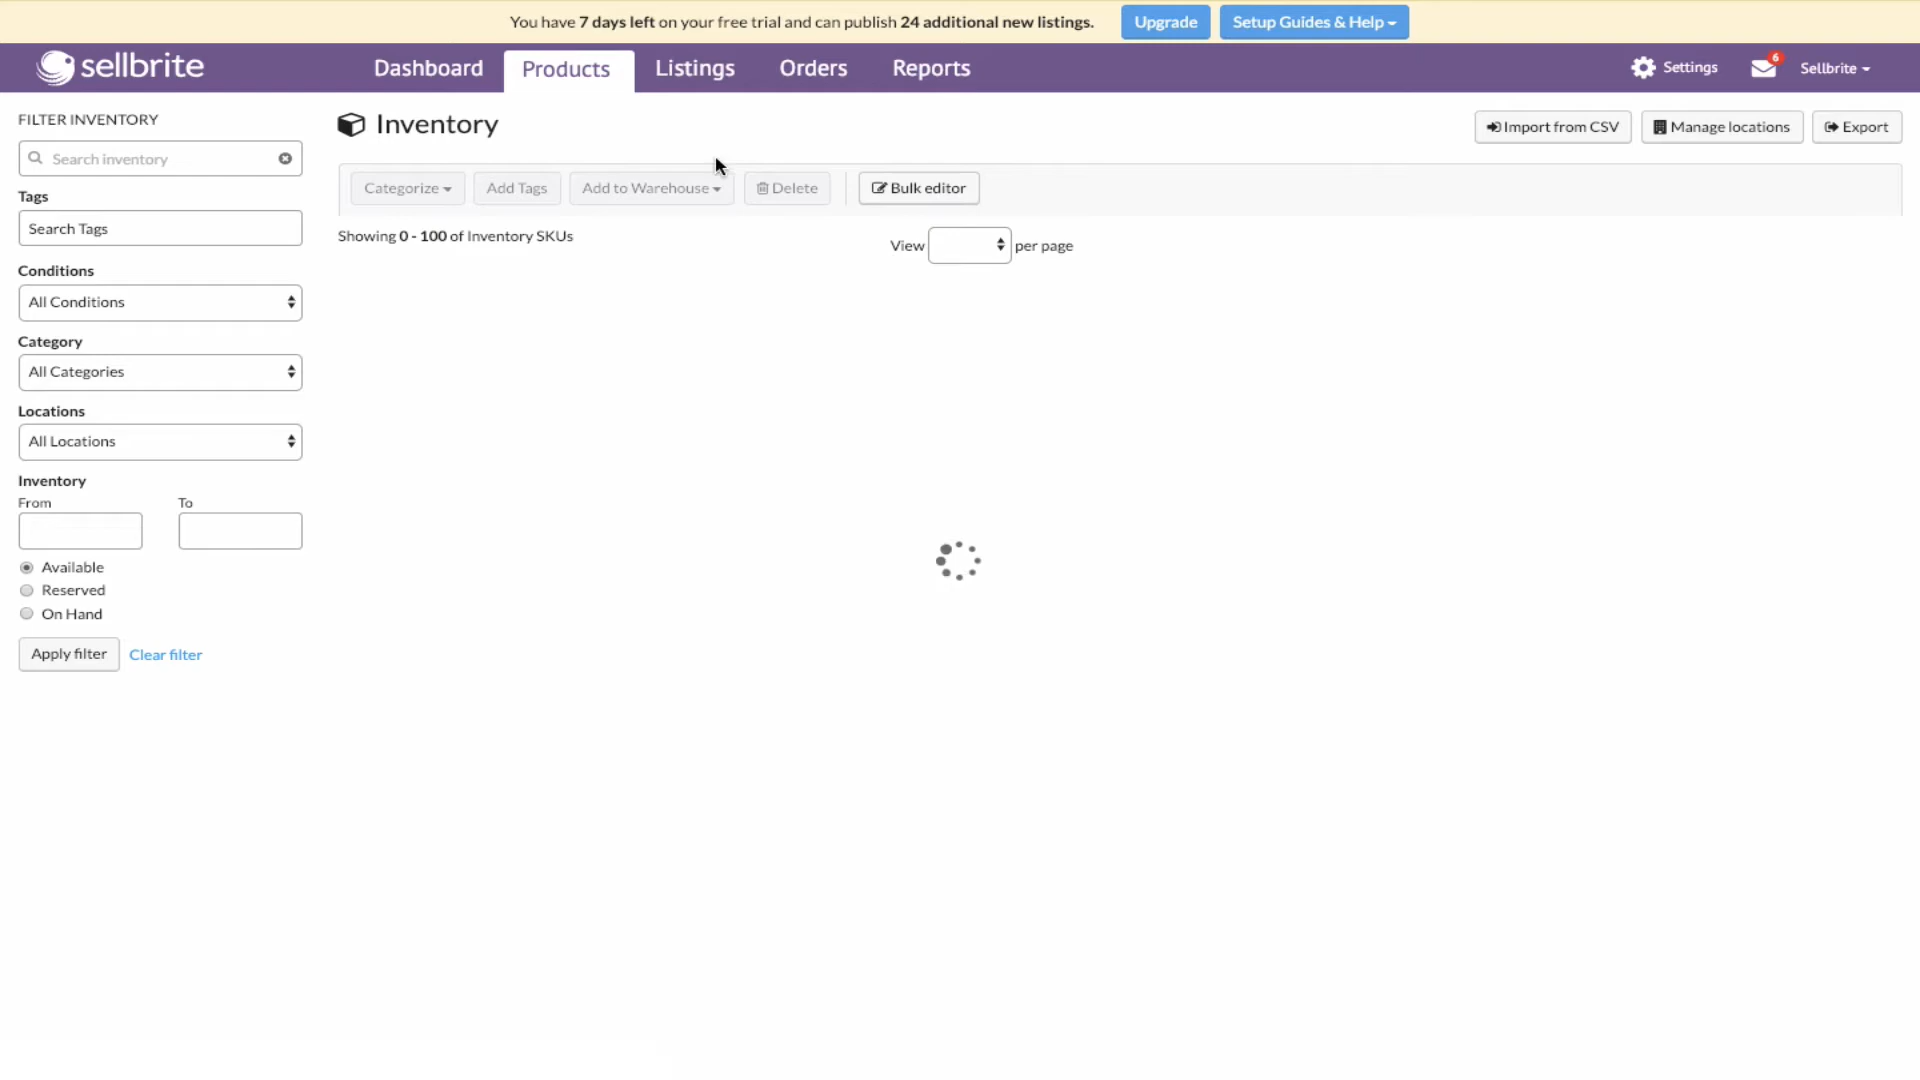 You have 7 days left on your free trial and can publish 24 additional new listings.
Upgrade
Setup Guides & Help
sellbrite
Dashboard
Products
Listings
Orders
Reports
Settings
6
Sellbrite
FILTER INVENTORY
Search inventory
Tags
Search Tags
Conditions
All Conditions
Category
All Categories
Locations
All Locations
Inventory
From
To
Available
Reserved
On Hand
Apply filter
Clear filter
Inventory
Import from CSV
Manage locations
Export
Categorize
Add Tags
Add to Warehouse
Delete
Bulk editor
Showing 0 - 100 of Inventory SKUs
View
per page